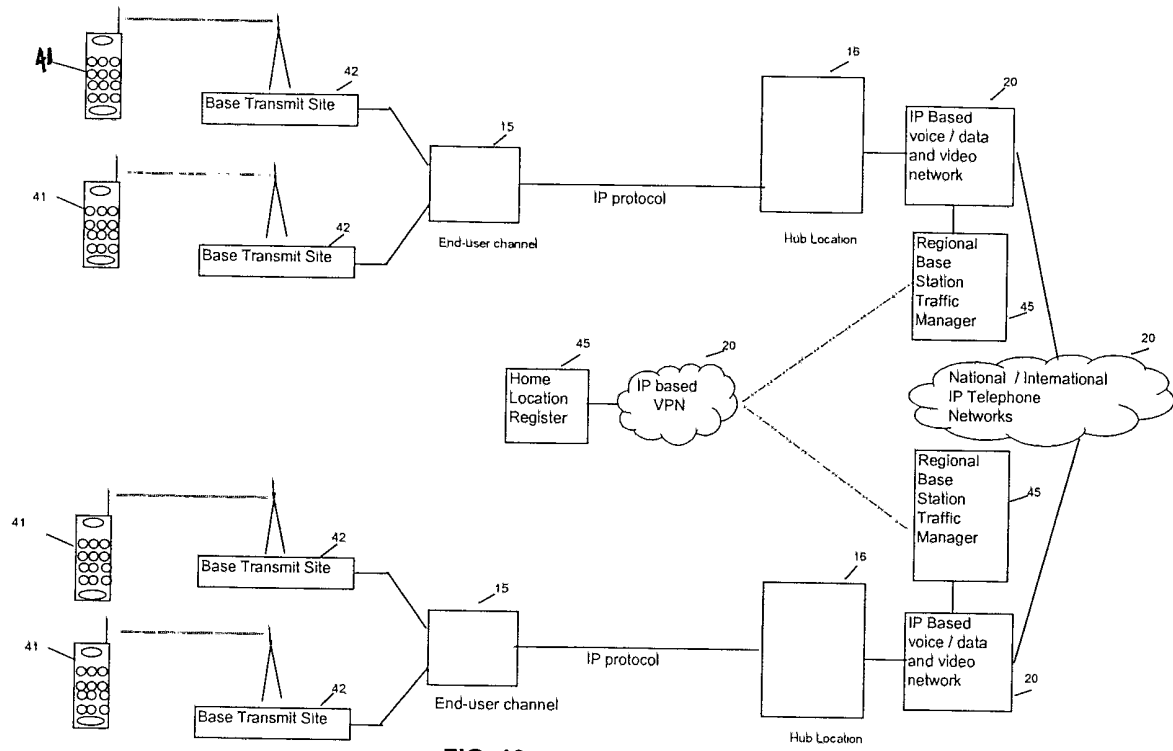 41
Base Transmit Site
42
15
End-user channel
IP protocol
16
Hub Location
20
IP Based
voice / data
and video
network
41
Base Transmit Site
42
Regional
Base
Station
Traffic
Manager
45
45
Home
Location
Register
20
IP based
VPN
20
National / International
IP Telephone
Networks
Regional
Base
Station
Traffic
Manager
45
41
Base Transmit Site
42
15
End-user channel
IP protocol
16
Hub Location
IP Based
voice / data
and video
network
20
41
Base Transmit Site
42